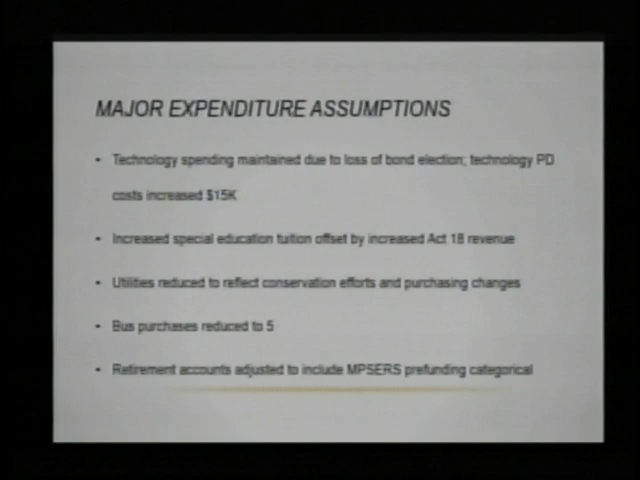 MAJOR EXPENDITURE ASSUMPTIONS
• Technology spending maintained due to loss of bond election; technology PD
costs increased $15K
• Increased special education tuition offset by increased Act 18 revenue
• Utilities reduced to reflect conservation efforts and purchasing changes
• Bus purchases reduced to 5
• Retirement accounts adjusted to include MPSERS prefunding categorical